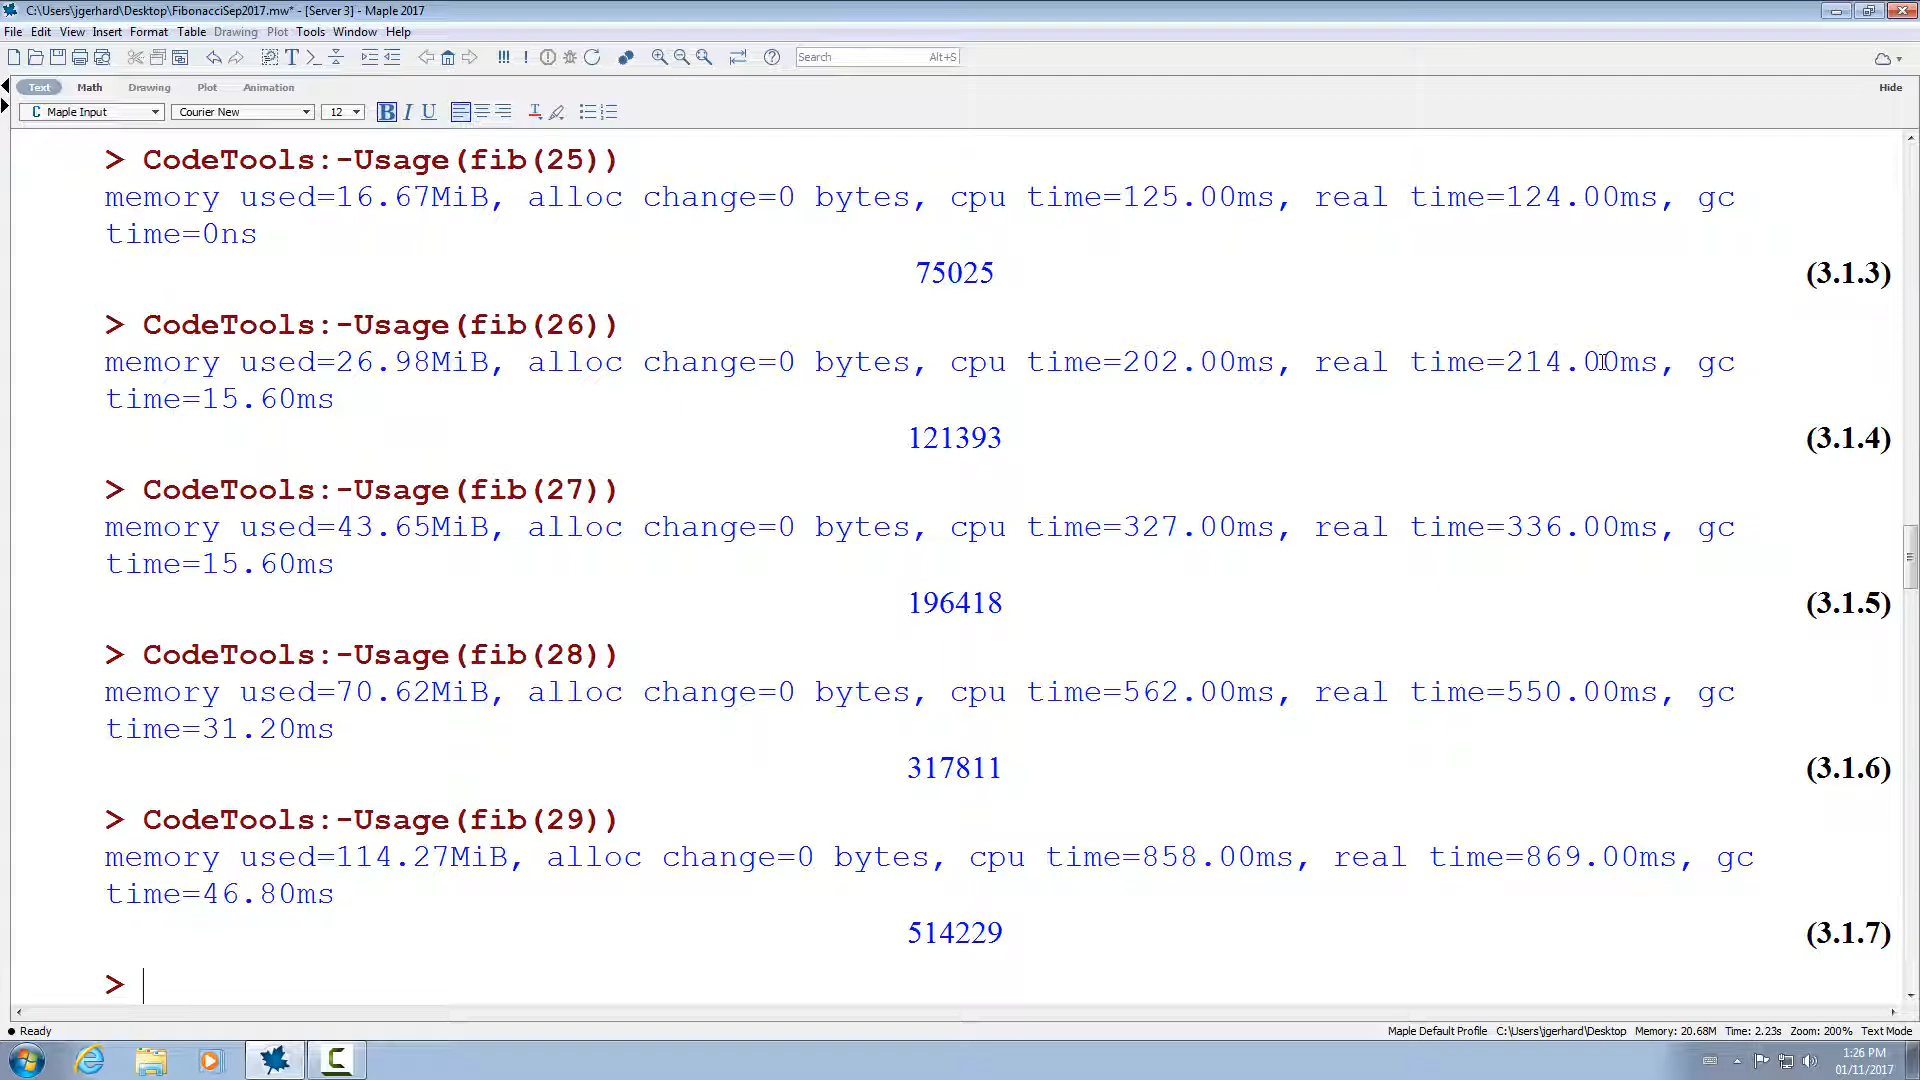 C:\Users\jgerhard\Desktop\FibonacciSep2017.mw* - [Server 3] - Maple 2017
File Edit View Insert Format Table Drawing Plot Tools Window Help
Search Alt+S
Text Math Drawing Plot Animation Hide
C Maple Input Courier New 12 B I U
> CodeTools:-Usage(fib(25))
memory used=16.67MiB, alloc change=0 bytes, cpu time=125.00ms, real time=124.00ms, gc
time=0ns
75025 (3.1.3)
> CodeTools:-Usage(fib(26))
memory used=26.98MiB, alloc change=0 bytes, cpu time=202.00ms, real time=214.00ms, gc
time=15.60ms
121393 (3.1.4)
> CodeTools:-Usage(fib(27))
memory used=43.65MiB, alloc change=0 bytes, cpu time=327.00ms, real time=336.00ms, gc
time=15.60ms
196418 (3.1.5)
> CodeTools:-Usage(fib(28))
memory used=70.62MiB, alloc change=0 bytes, cpu time=562.00ms, real time=550.00ms, gc
time=31.20ms
317811 (3.1.6)
> CodeTools:-Usage(fib(29))
memory used=114.27MiB, alloc change=0 bytes, cpu time=858.00ms, real time=869.00ms, gc
time=46.80ms
514229 (3.1.7)
>
Ready Maple Default Profile C:\Users\jgerhard\Desktop Memory: 20.68M Time: 2.23s Zoom: 200% Text Mode
1:26 PM
01/11/2017